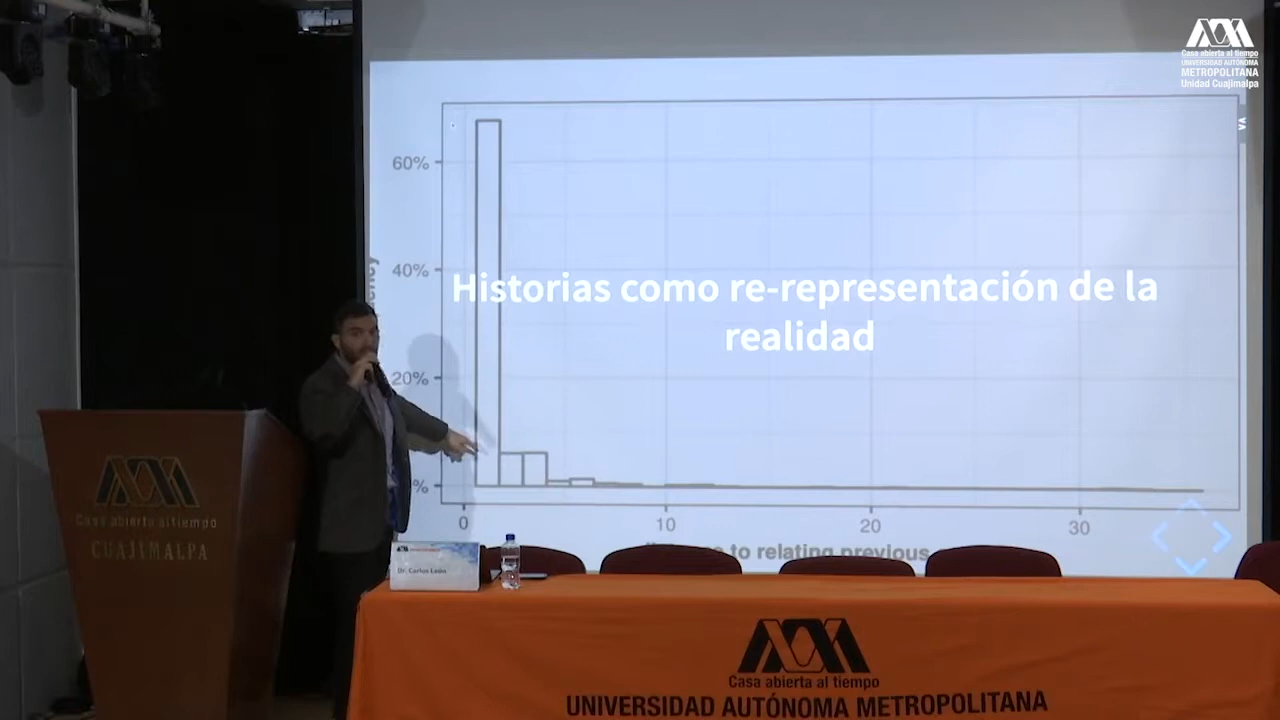 Casa abierta al tiempo
UNIVERSIDAD AUTÓNOMA
METROPOLITANA
Unidad Cuajimalpa
60%
40%
20%
%
Historias como re-representación de la
realidad
0
10
20
30
to relating previous
Casa abierta al tiempo
CUAJIMALPA
Dr. Carlos León
Casa abierta al tiempo
UNIVERSIDAD AUTÓNOMA METROPOLITANA